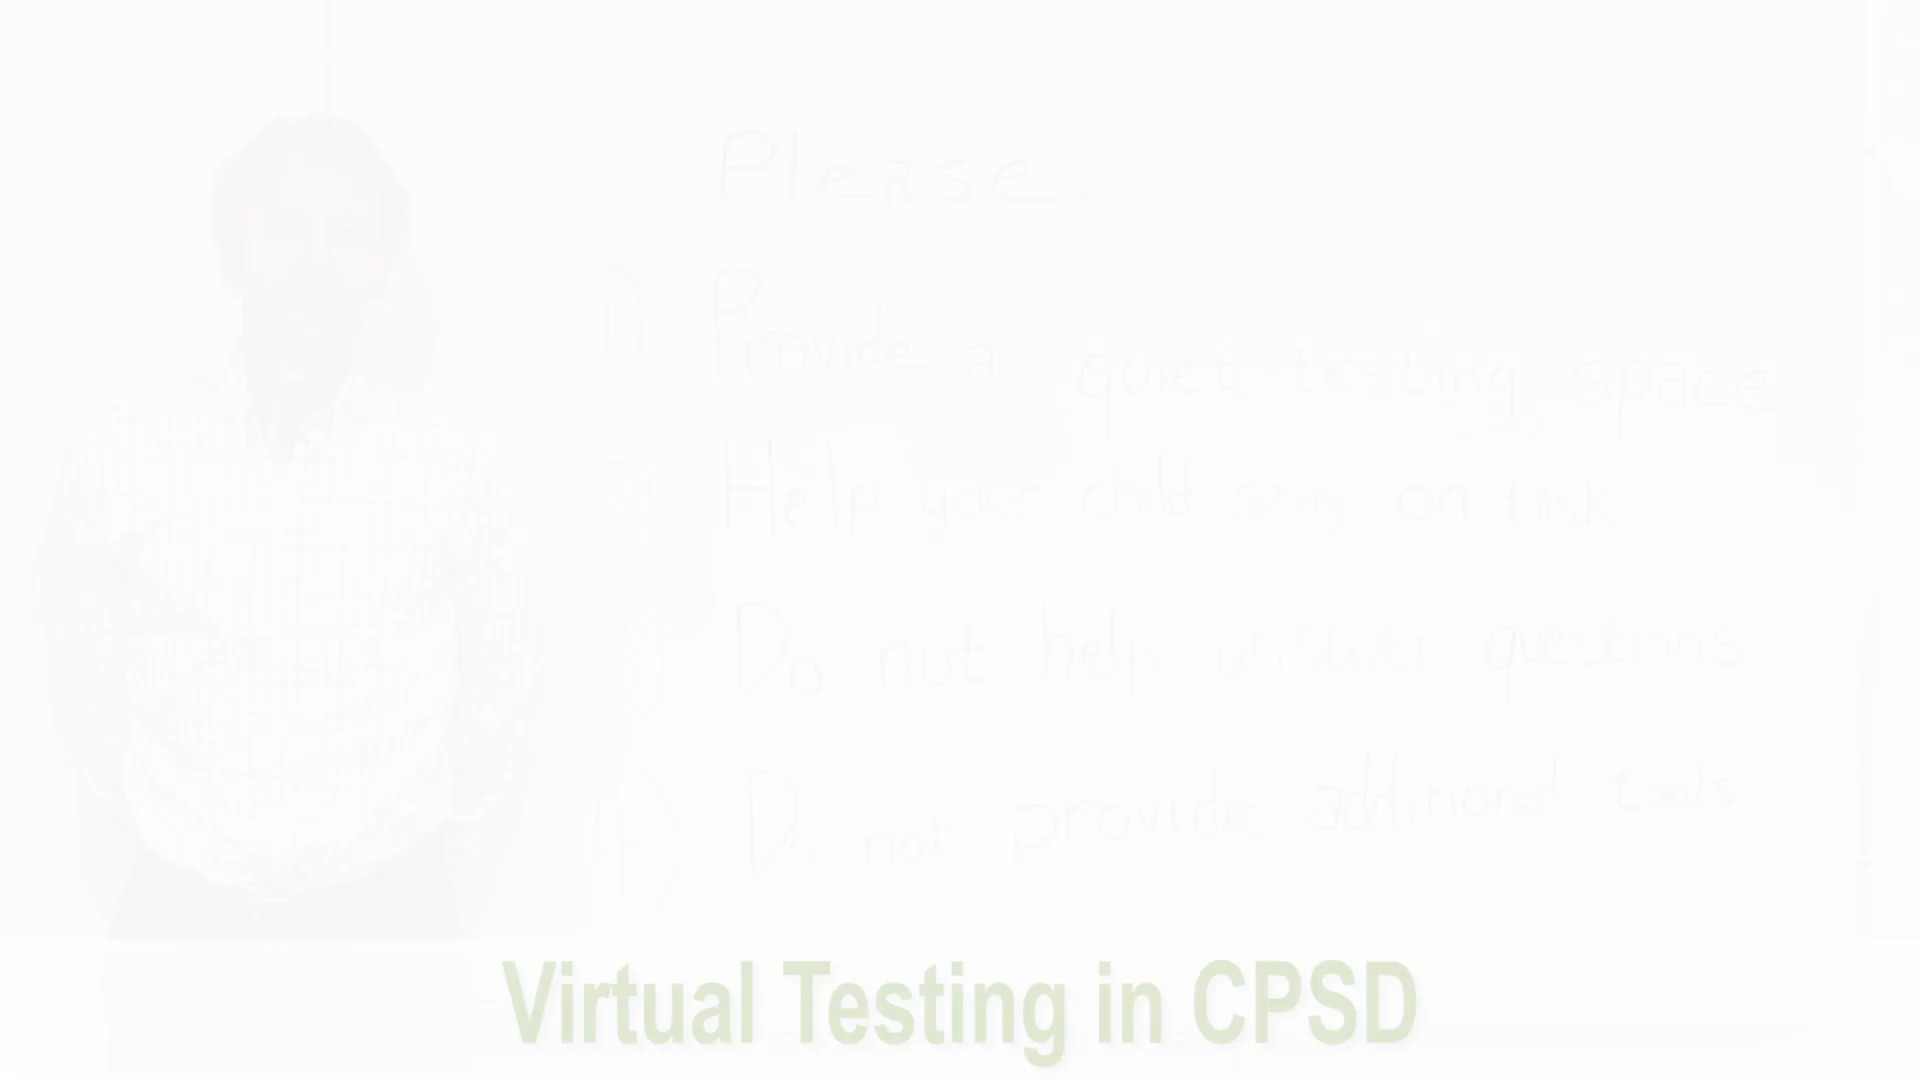 Please...
1) Provide a quiet testing space
2) Help your child stay on task
3) Do not help answer questions
4) Do not provide additional tools
Virtual Testing in CPSD